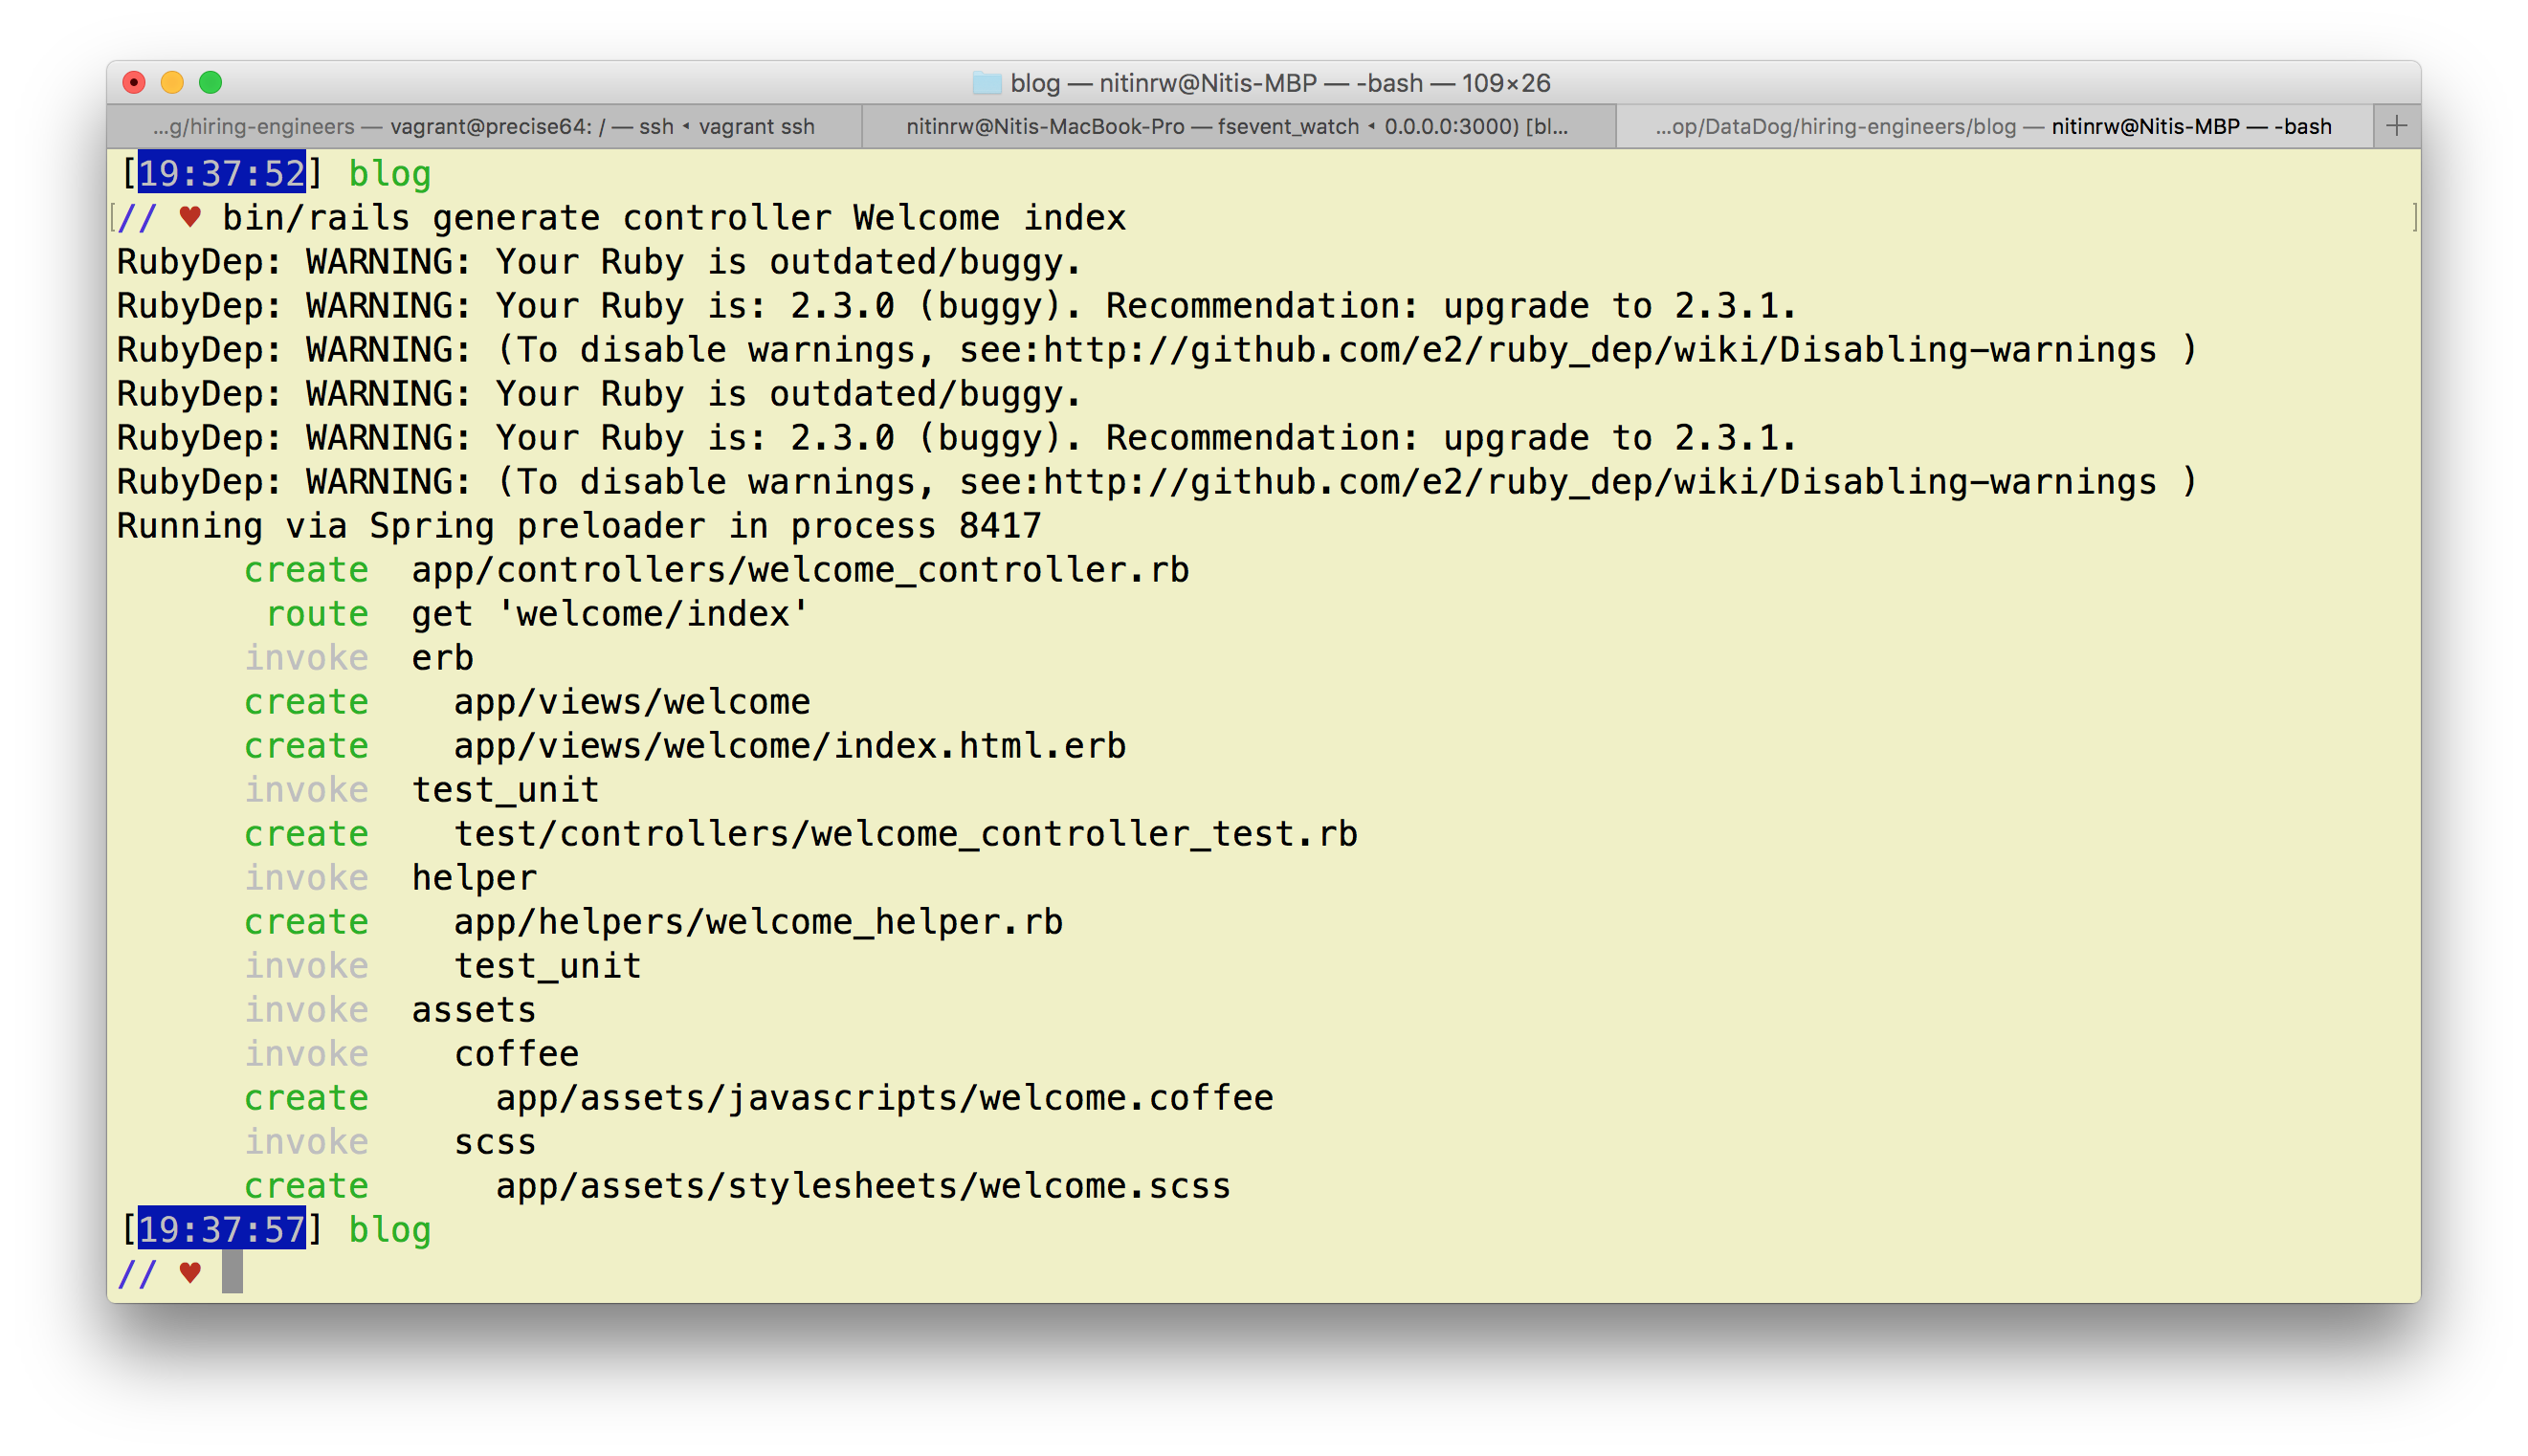 blog — nitinrw@Nitis-MBP — -bash — 109×26
...g/hiring-engineers — vagrant@precise64: / — ssh ◂ vagrant ssh
nitinrw@Nitis-MacBook-Pro — fsevent_watch ◂ 0.0.0.0:3000) [bl...
...op/DataDog/hiring-engineers/blog — nitinrw@Nitis-MBP — -bash
[19:37:52] blog
// ♥ bin/rails generate controller Welcome index
RubyDep: WARNING: Your Ruby is outdated/buggy.
RubyDep: WARNING: Your Ruby is: 2.3.0 (buggy). Recommendation: upgrade to 2.3.1.
RubyDep: WARNING: (To disable warnings, see:http://github.com/e2/ruby_dep/wiki/Disabling-warnings )
RubyDep: WARNING: Your Ruby is outdated/buggy.
RubyDep: WARNING: Your Ruby is: 2.3.0 (buggy). Recommendation: upgrade to 2.3.1.
RubyDep: WARNING: (To disable warnings, see:http://github.com/e2/ruby_dep/wiki/Disabling-warnings )
Running via Spring preloader in process 8417
      create  app/controllers/welcome_controller.rb
       route  get 'welcome/index'
      invoke  erb
      create    app/views/welcome
      create    app/views/welcome/index.html.erb
      invoke  test_unit
      create    test/controllers/welcome_controller_test.rb
      invoke  helper
      create    app/helpers/welcome_helper.rb
      invoke    test_unit
      invoke  assets
      invoke    coffee
      create      app/assets/javascripts/welcome.coffee
      invoke    scss
      create      app/assets/stylesheets/welcome.scss
[19:37:57] blog
// ♥